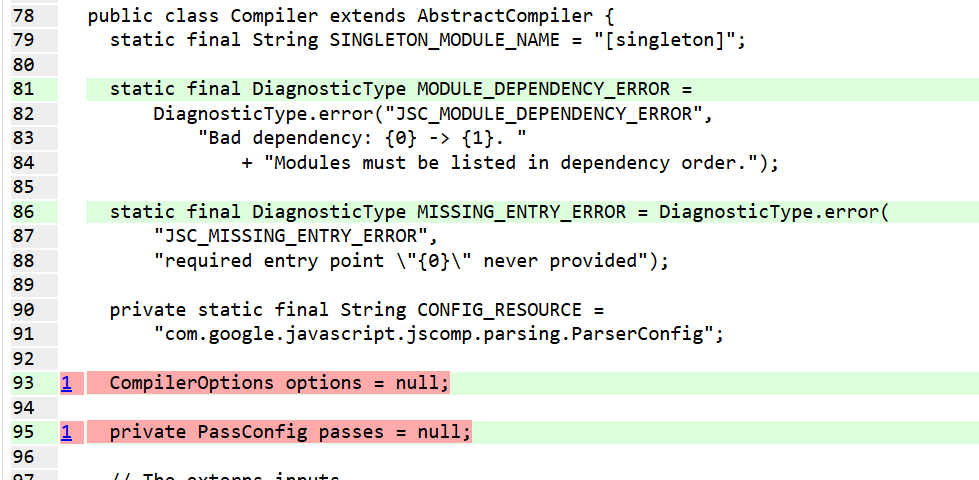 78 public class Compiler extends AbstractCompiler {
79 static final String SINGLETON_MODULE_NAME = "[singleton]";
80
81 static final DiagnosticType MODULE_DEPENDENCY_ERROR =
82 DiagnosticType.error("JSC_MODULE_DEPENDENCY_ERROR",
83 "Bad dependency: {0} -> {1}. "
84 + "Modules must be listed in dependency order.");
85
86 static final DiagnosticType MISSING_ENTRY_ERROR = DiagnosticType.error(
87 "JSC_MISSING_ENTRY_ERROR",
88 "required entry point \"{0}\" never provided");
89
90 private static final String CONFIG_RESOURCE =
91 "com.google.javascript.jscomp.parsing.ParserConfig";
92
93 1 CompilerOptions options = null;
94
95 1 private PassConfig passes = null;
96
97 // The externs inputs